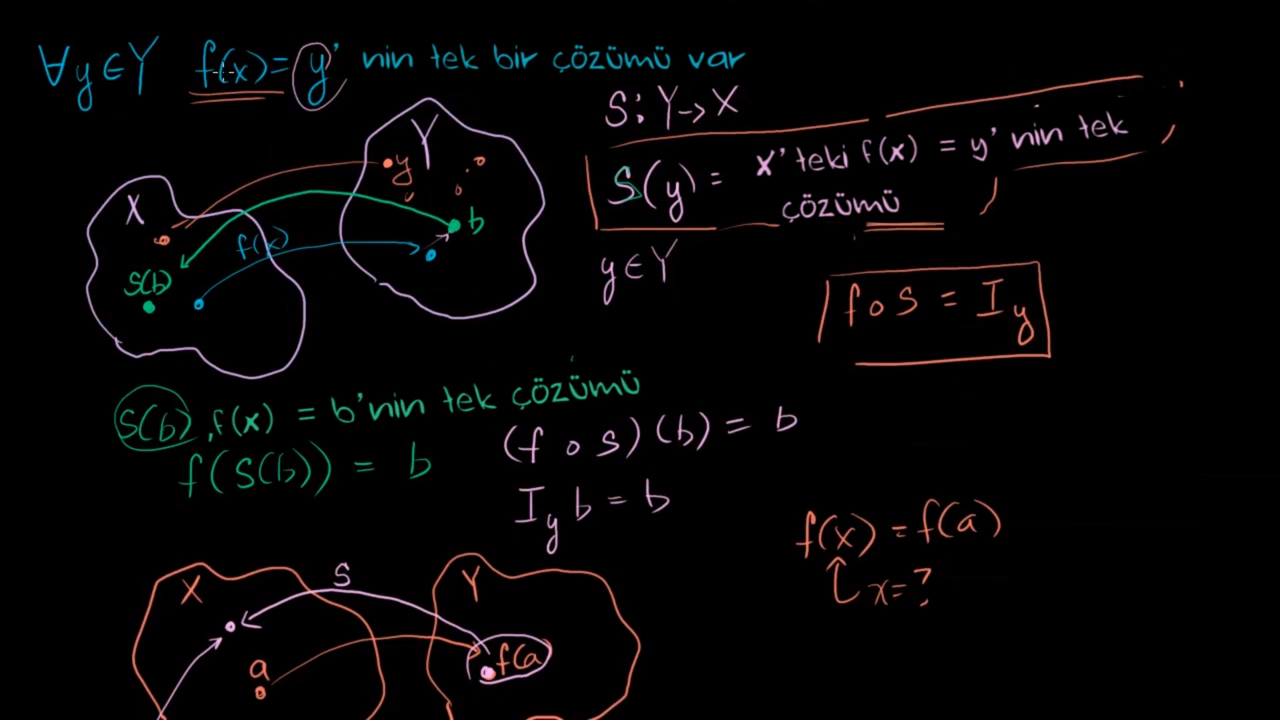 ∀y∈Y f(x)=y' nin tek bir çözümü var
S: Y→X
S(y) = x'teki f(x) = y'nin tek
çözümü
y∈Y
f o S = I_y
X
f(x)
S(b)
Y
y
b
S(b), f(x) = b'nin tek çözümü
f(S(b)) = b
(f o s)(b) = b
I_y b = b
f(x) = f(a)
x=?
X
S
Y
a
f(a)